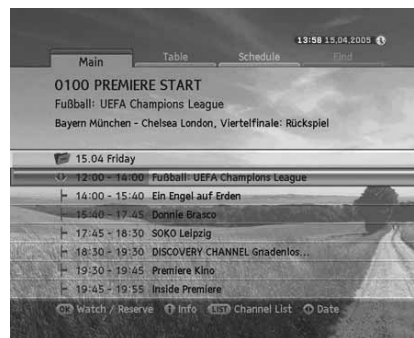 13:58 15.04.2005
Main Table Schedule Find
0100 PREMIERE START
Fußball: UEFA Champions League
Bayern München - Chelsea London, Viertelfinale: Rückspiel
15.04 Friday
12:00 - 14:00 Fußball: UEFA Champions League
14:00 - 15:40 Ein Engel auf Erden
15:40 - 17:45 Donnie Brasco
17:45 - 18:30 SOKO Leipzig
18:30 - 19:30 DISCOVERY CHANNEL Gnadenlos...
19:30 - 19:45 Premiere Kino
19:45 - 19:55 Inside Premiere
OK Watch / Reserve i Info LIST Channel List Date